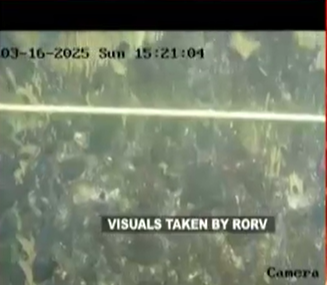 03-16-2025 Sun 15:21:04
VISUALS TAKEN BY RORV
Camera